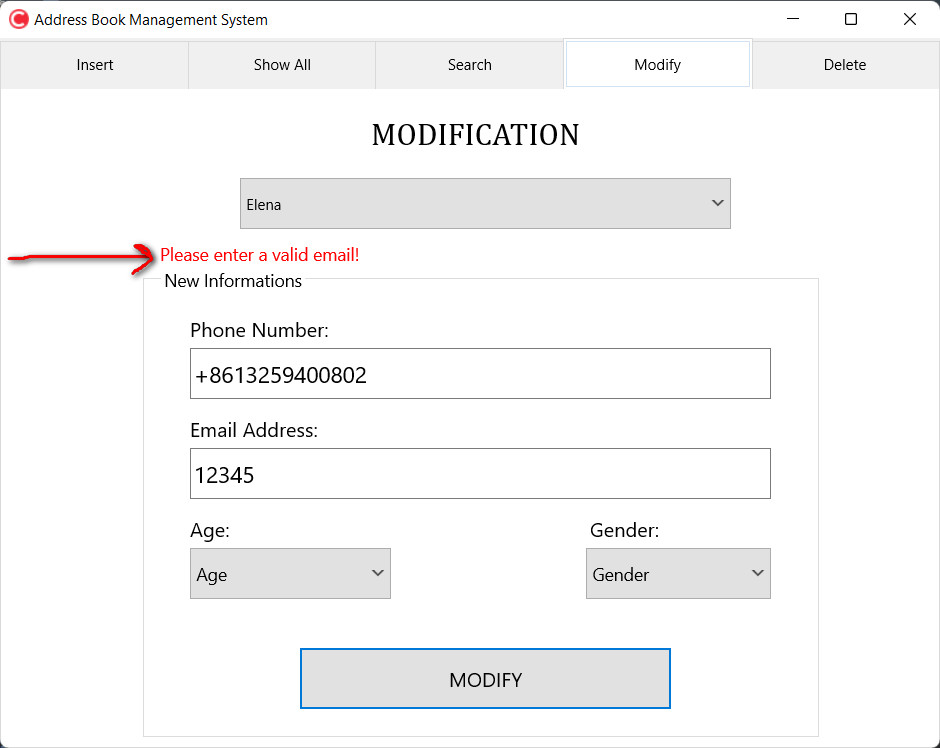 Address Book Management System
Insert Show All Search Modify Delete
MODIFICATION
Elena
Please enter a valid email!
New Informations
Phone Number:
+8613259400802
Email Address:
12345
Age: Gender:
Age Gender
MODIFY